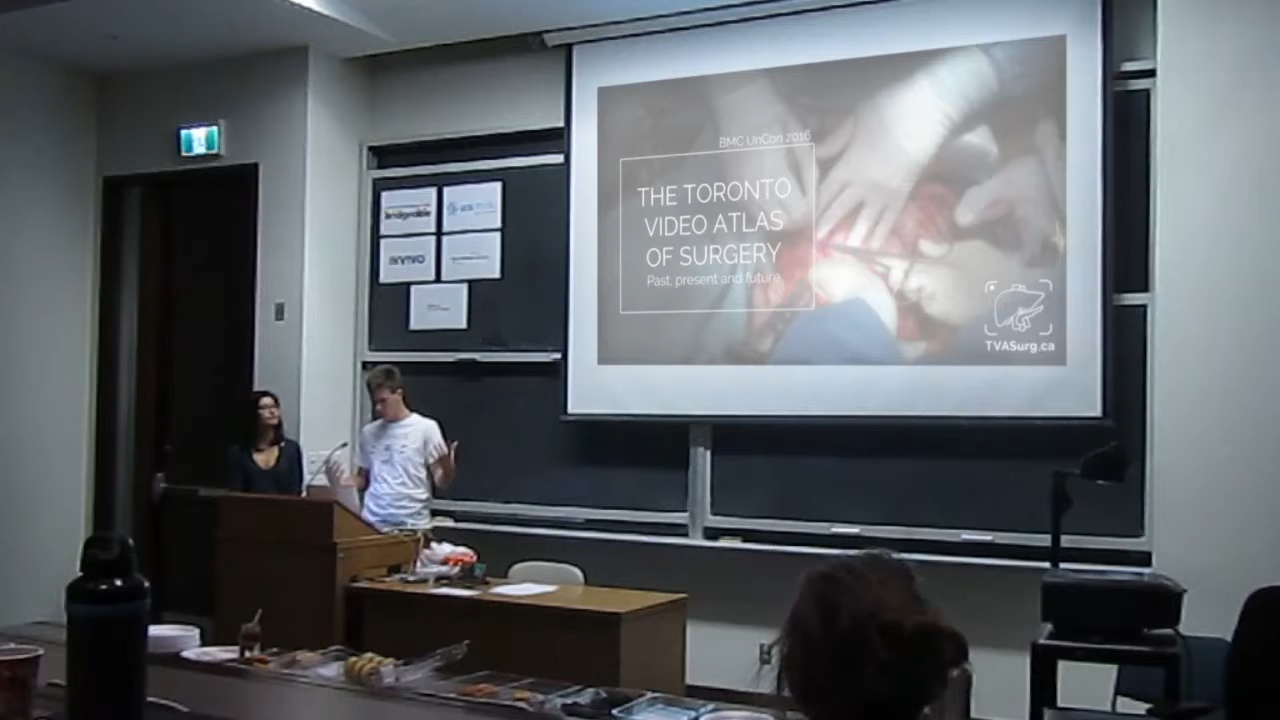 BMC UnCon 2016
THE TORONTO
VIDEO ATLAS
OF SURGERY
Past, present and future
TVASurg.ca